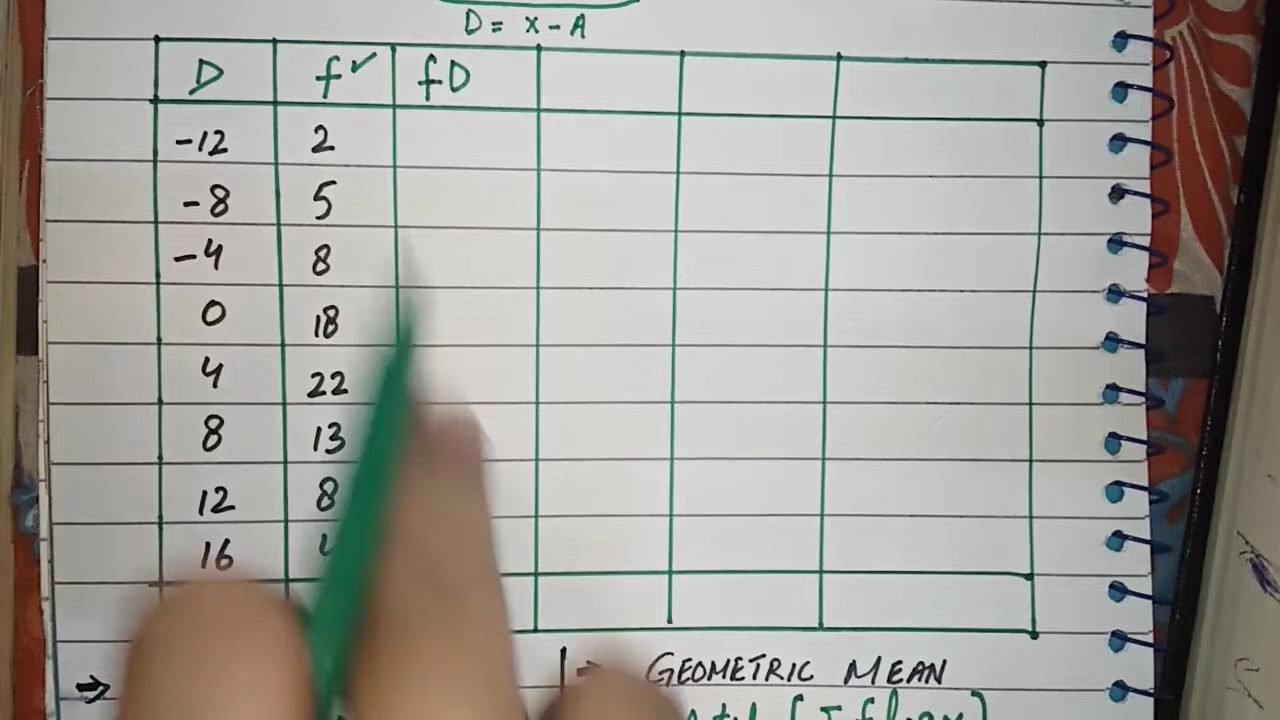 D = x - A
D f✓ fD
-12 2
-8 5
-4 8
0 18
4 22
8 13
12 8
16
⇒ GEOMETRIC MEAN